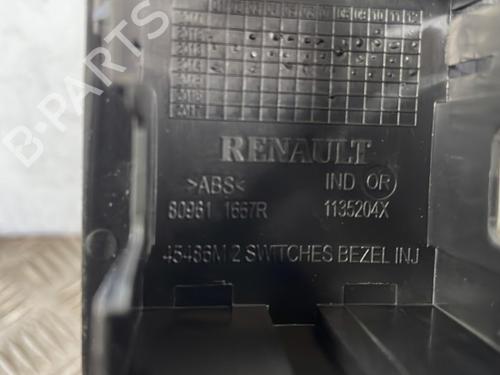 RENAULT
>ABS< IND OR
80961 1667R 1135204X
45486M 2 SWITCHES BEZEL INJ
B-PARTS